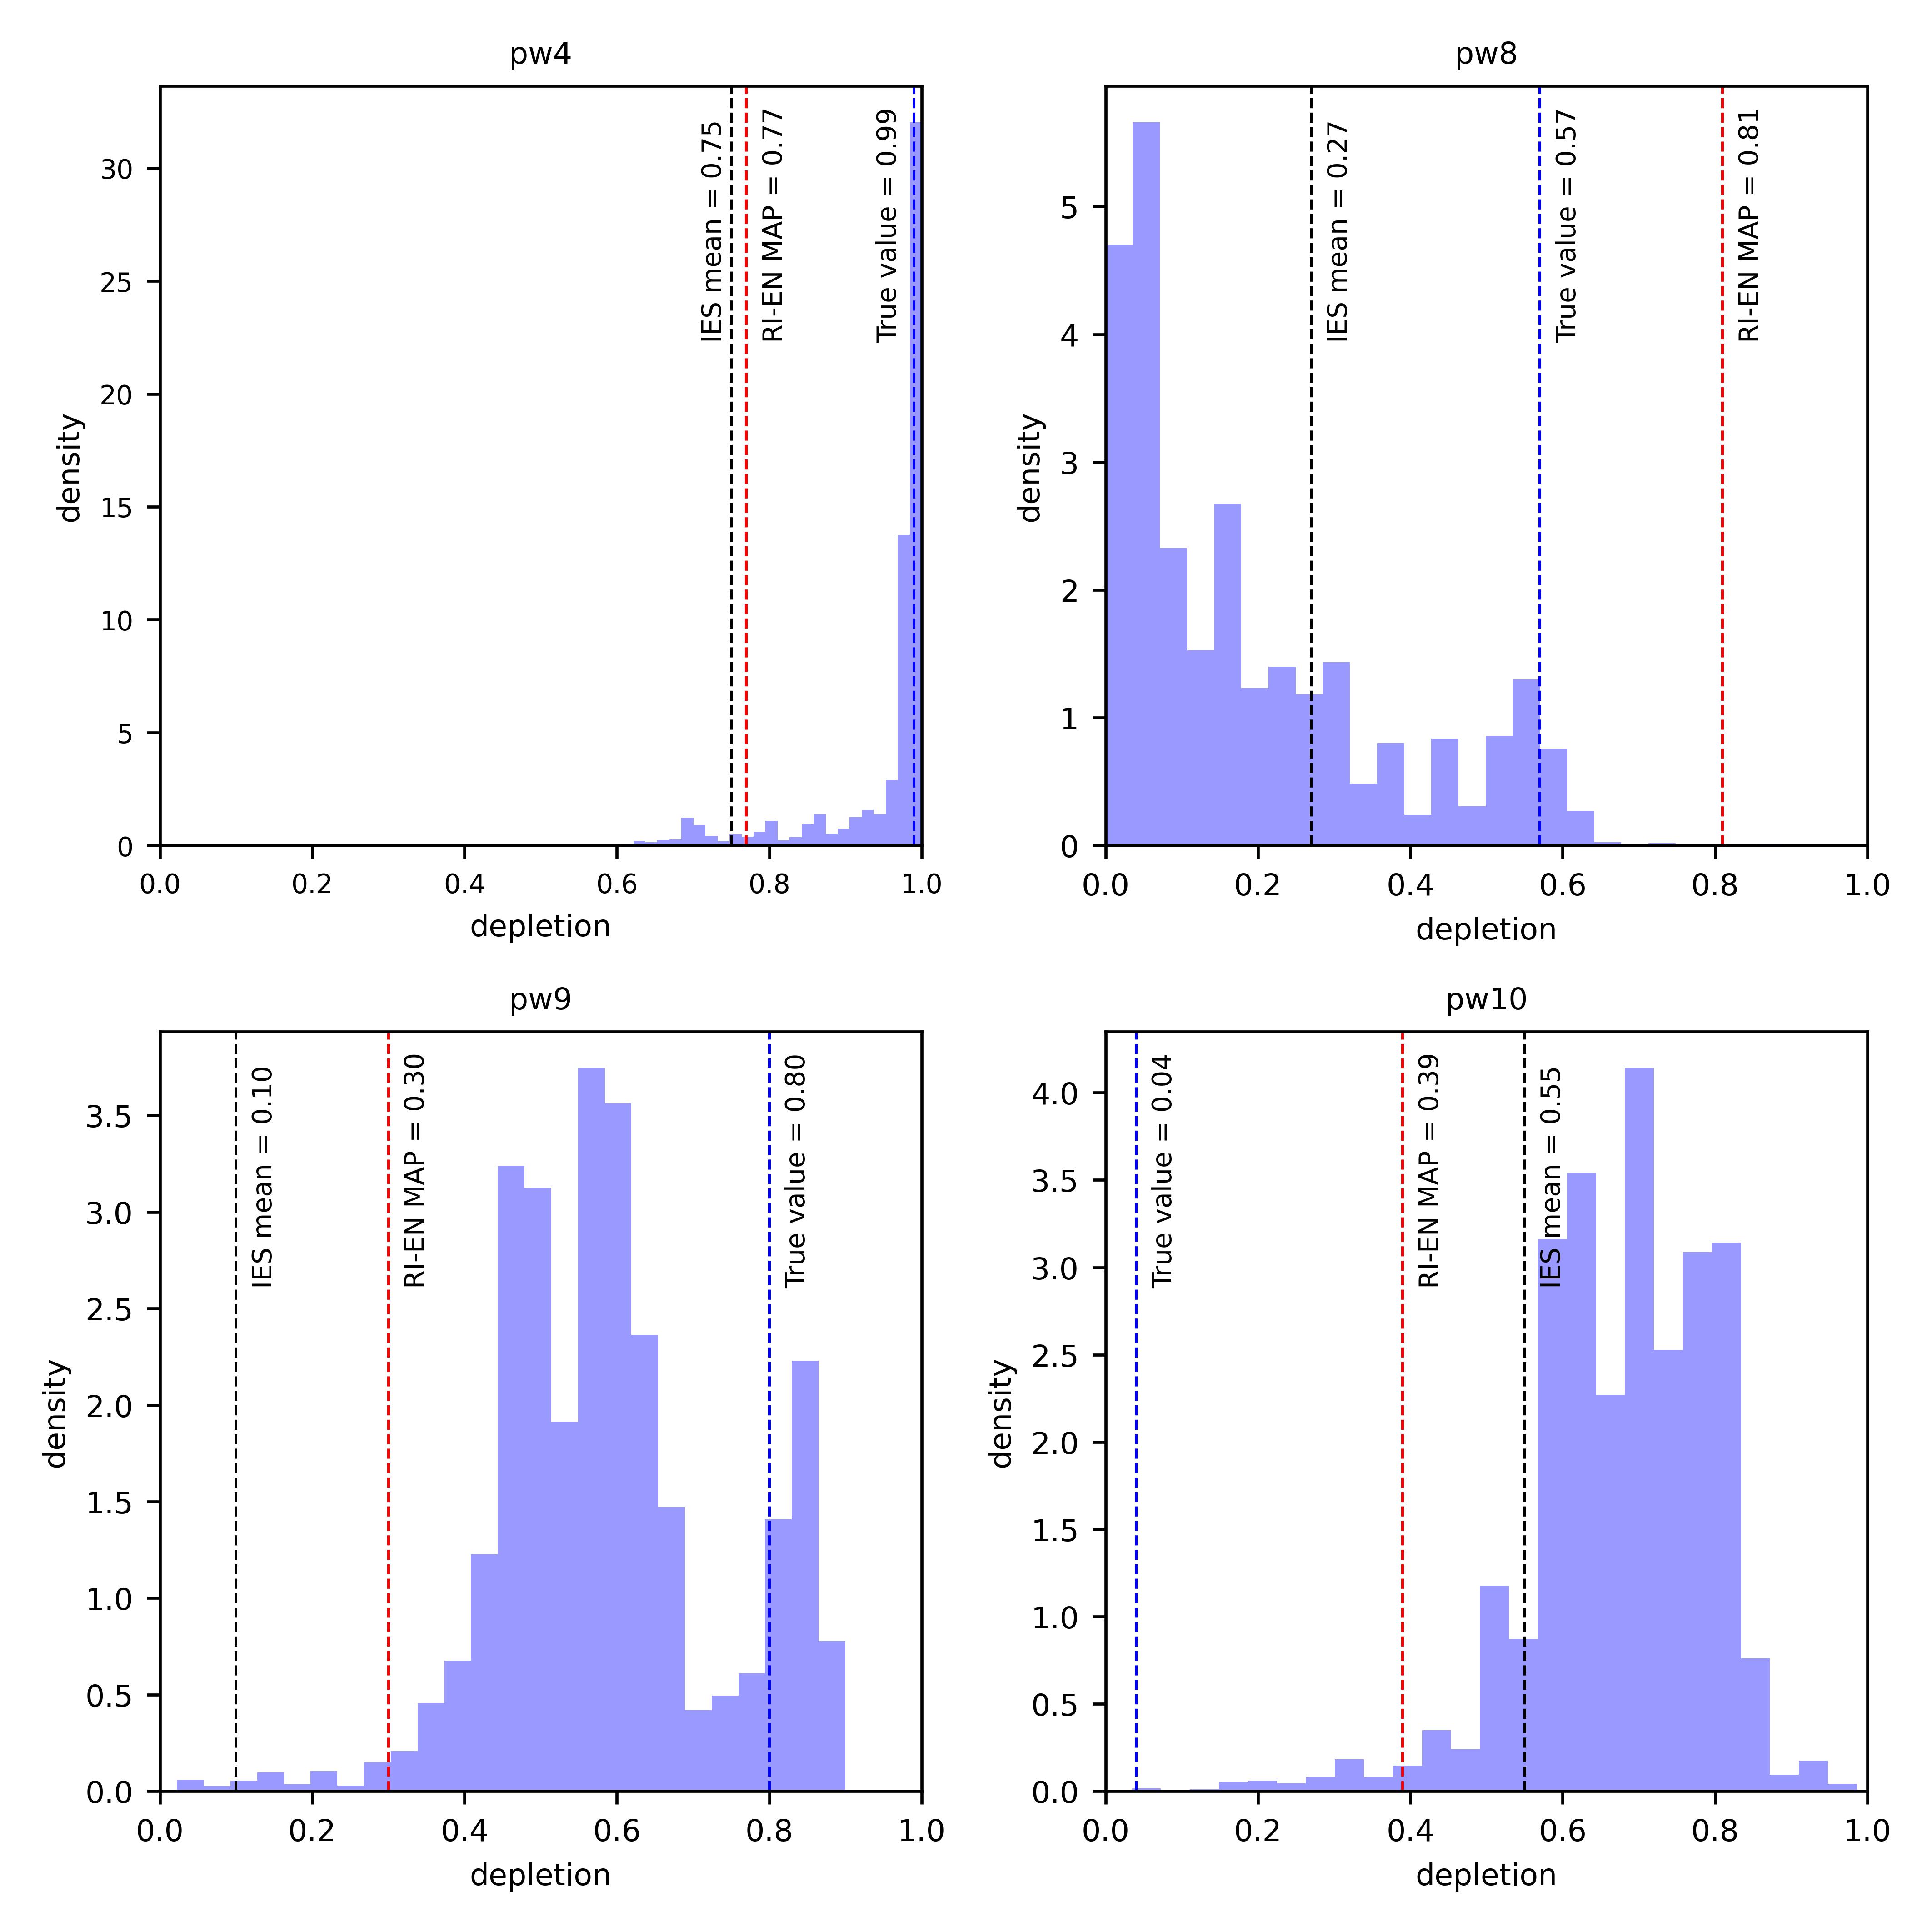 pw4
density
30
25
20
15
10
5
0
IES mean = 0.75
RI-EN MAP = 0.77
True value = 0.99
0.0 0.2 0.4 0.6 0.8 1.0
depletion
pw8
density
5
4
3
2
1
0
IES mean = 0.27
True value = 0.57
RI-EN MAP = 0.81
0.0 0.2 0.4 0.6 0.8 1.0
depletion
pw9
density
3.5
3.0
2.5
2.0
1.5
1.0
0.5
0.0
IES mean = 0.10
RI-EN MAP = 0.30
True value = 0.80
0.0 0.2 0.4 0.6 0.8 1.0
depletion
pw10
density
4.0
3.5
3.0
2.5
2.0
1.5
1.0
0.5
0.0
True value = 0.04
RI-EN MAP = 0.39
IES mean = 0.55
0.0 0.2 0.4 0.6 0.8 1.0
depletion